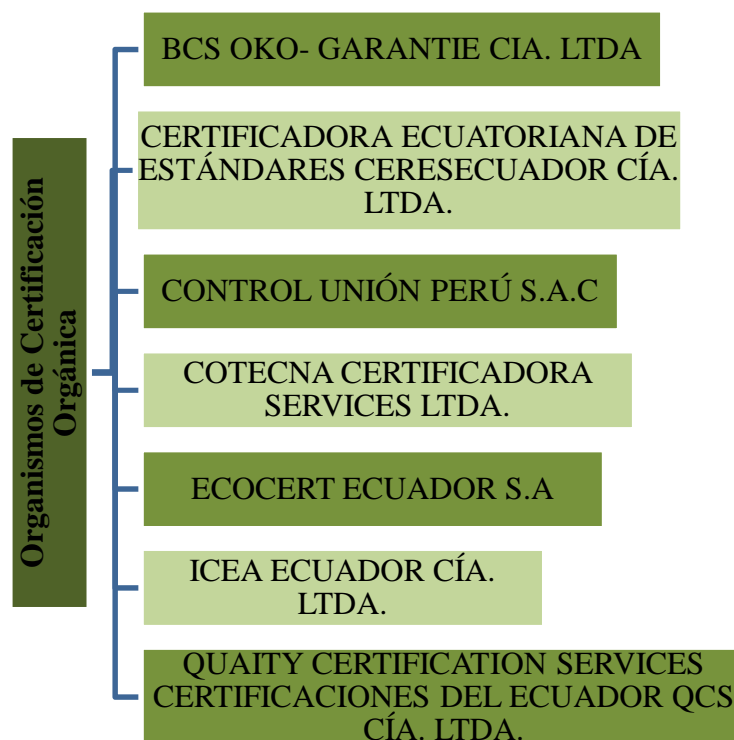 Organismos de Certificación
Orgánica
BCS OKO- GARANTIE CIA. LTDA
CERTIFICADORA ECUATORIANA DE
ESTÁNDARES CERESECUADOR CÍA.
LTDA.
CONTROL UNIÓN PERÚ S.A.C
COTECNA CERTIFICADORA
SERVICES LTDA.
ECOCERT ECUADOR S.A
ICEA ECUADOR CÍA.
LTDA.
QUAITY CERTIFICATION SERVICES
CERTIFICACIONES DEL ECUADOR QCS
CÍA. LTDA.